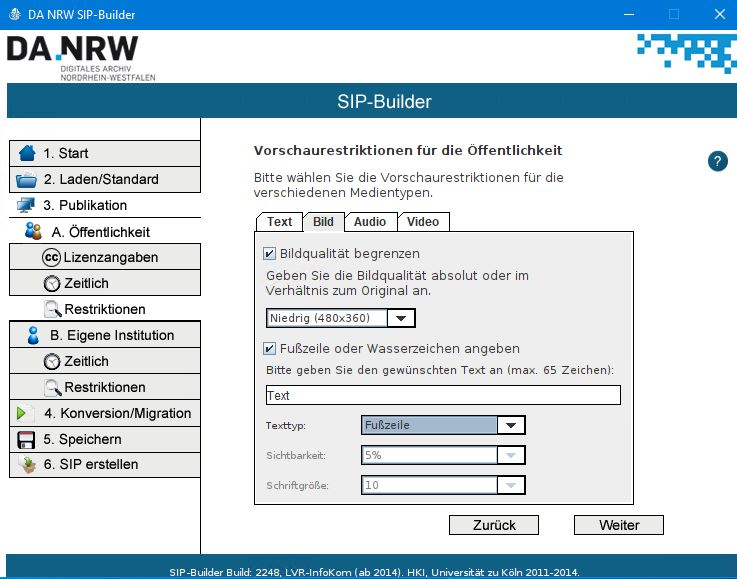 DA NRW SIP-Builder
DA.NRW
DIGITALES ARCHIV
NORDRHEIN-WESTFALEN
SIP-Builder
1. Start
2. Laden/Standard
3. Publikation
A. Öffentlichkeit
cc Lizenzangaben
Zeitlich
Restriktionen
B. Eigene Institution
Zeitlich
Restriktionen
4. Konversion/Migration
5. Speichern
6. SIP erstellen
Vorschaurestriktionen für die Öffentlichkeit
?
Bitte wählen Sie die Vorschaurestriktionen für die
verschiedenen Medientypen.
Text Bild Audio Video
Bildqualität begrenzen
Geben Sie die Bildqualität absolut oder im
Verhältnis zum Original an.
Niedrig (480x360)
Fußzeile oder Wasserzeichen angeben
Bitte geben Sie den gewünschten Text an (max. 65 Zeichen):
Text
Texttyp: Fußzeile
Sichtbarkeit: 5%
Schriftgröße: 10
Zurück Weiter
SIP-Builder Build: 2248, LVR-InfoKom (ab 2014). HKI, Universität zu Köln 2011-2014.